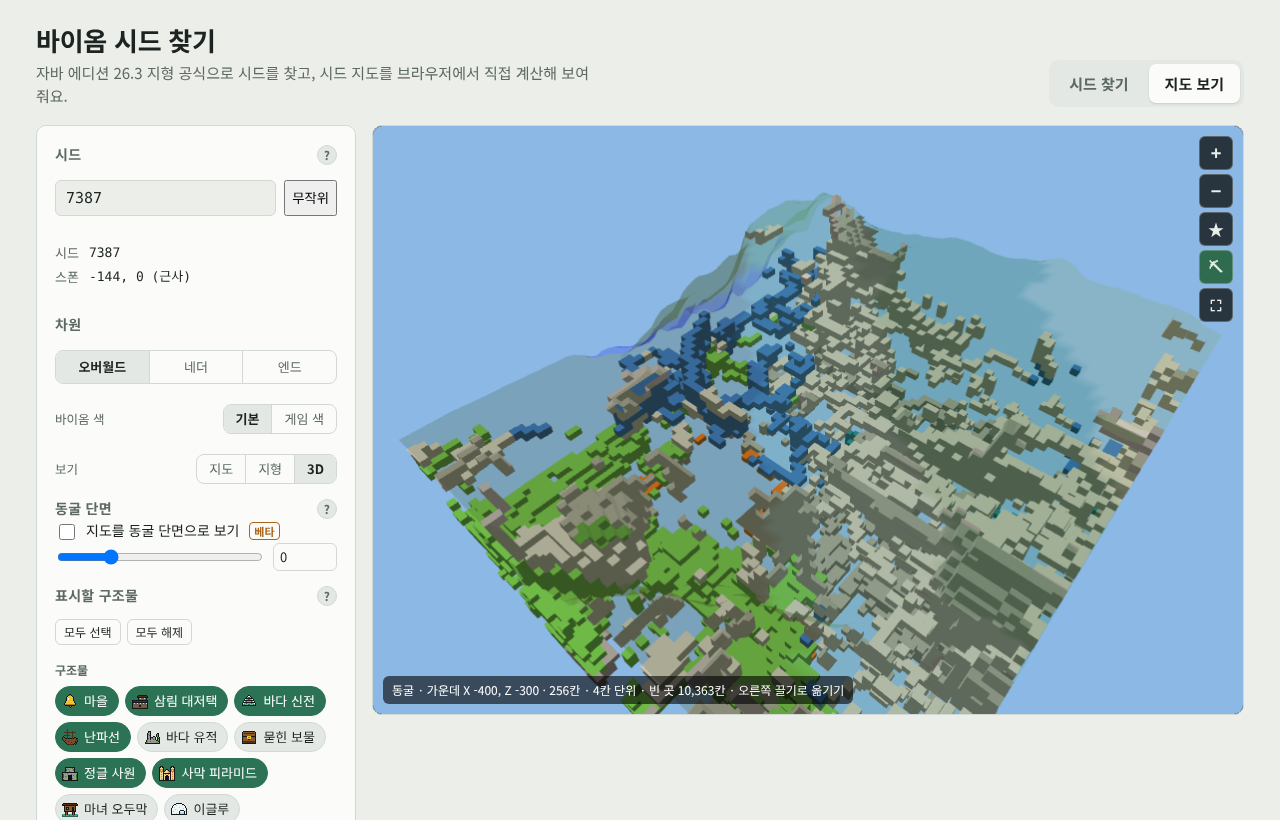 바이옴 시드 찾기
자바 에디션 26.3 지형 공식으로 시드를 찾고, 시드 지도를 브라우저에서 직접 계산해 보여
줘요.
시드 찾기
지도 보기
시드
?
7387
무작위
시드 7387
스폰 -144, 0 (근사)
차원
오버월드
네더
엔드
바이옴 색
기본
게임 색
보기
지도
지형
3D
동굴 단면
?
지도를 동굴 단면으로 보기
베타
0
표시할 구조물
?
모두 선택
모두 해제
구조물
마을
삼림 대저택
바다 신전
난파선
바다 유적
묻힌 보물
정글 사원
사막 피라미드
마녀 오두막
이글루
+
−
★
동굴 · 가운데 X -400, Z -300 · 256칸 · 4칸 단위 · 빈 곳 10,363칸 · 오른쪽 끌기로 옮기기